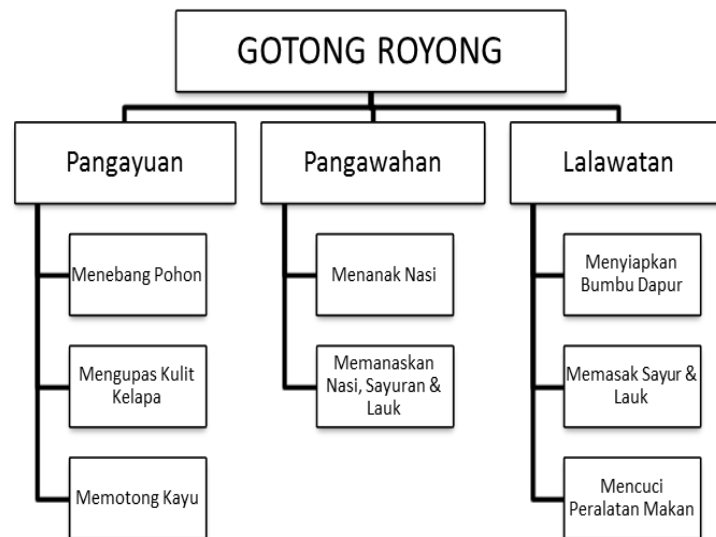 GOTONG ROYONG
Pangayuan
Menebang Pohon
Mengupas Kulit
Kelapa
Memotong Kayu
Pangawahan
Menanak Nasi
Memanaskan
Nasi, Sayuran &
Lauk
Lalawatan
Menyiapkan
Bumbu Dapur
Memasak Sayur &
Lauk
Mencuci
Peralatan Makan